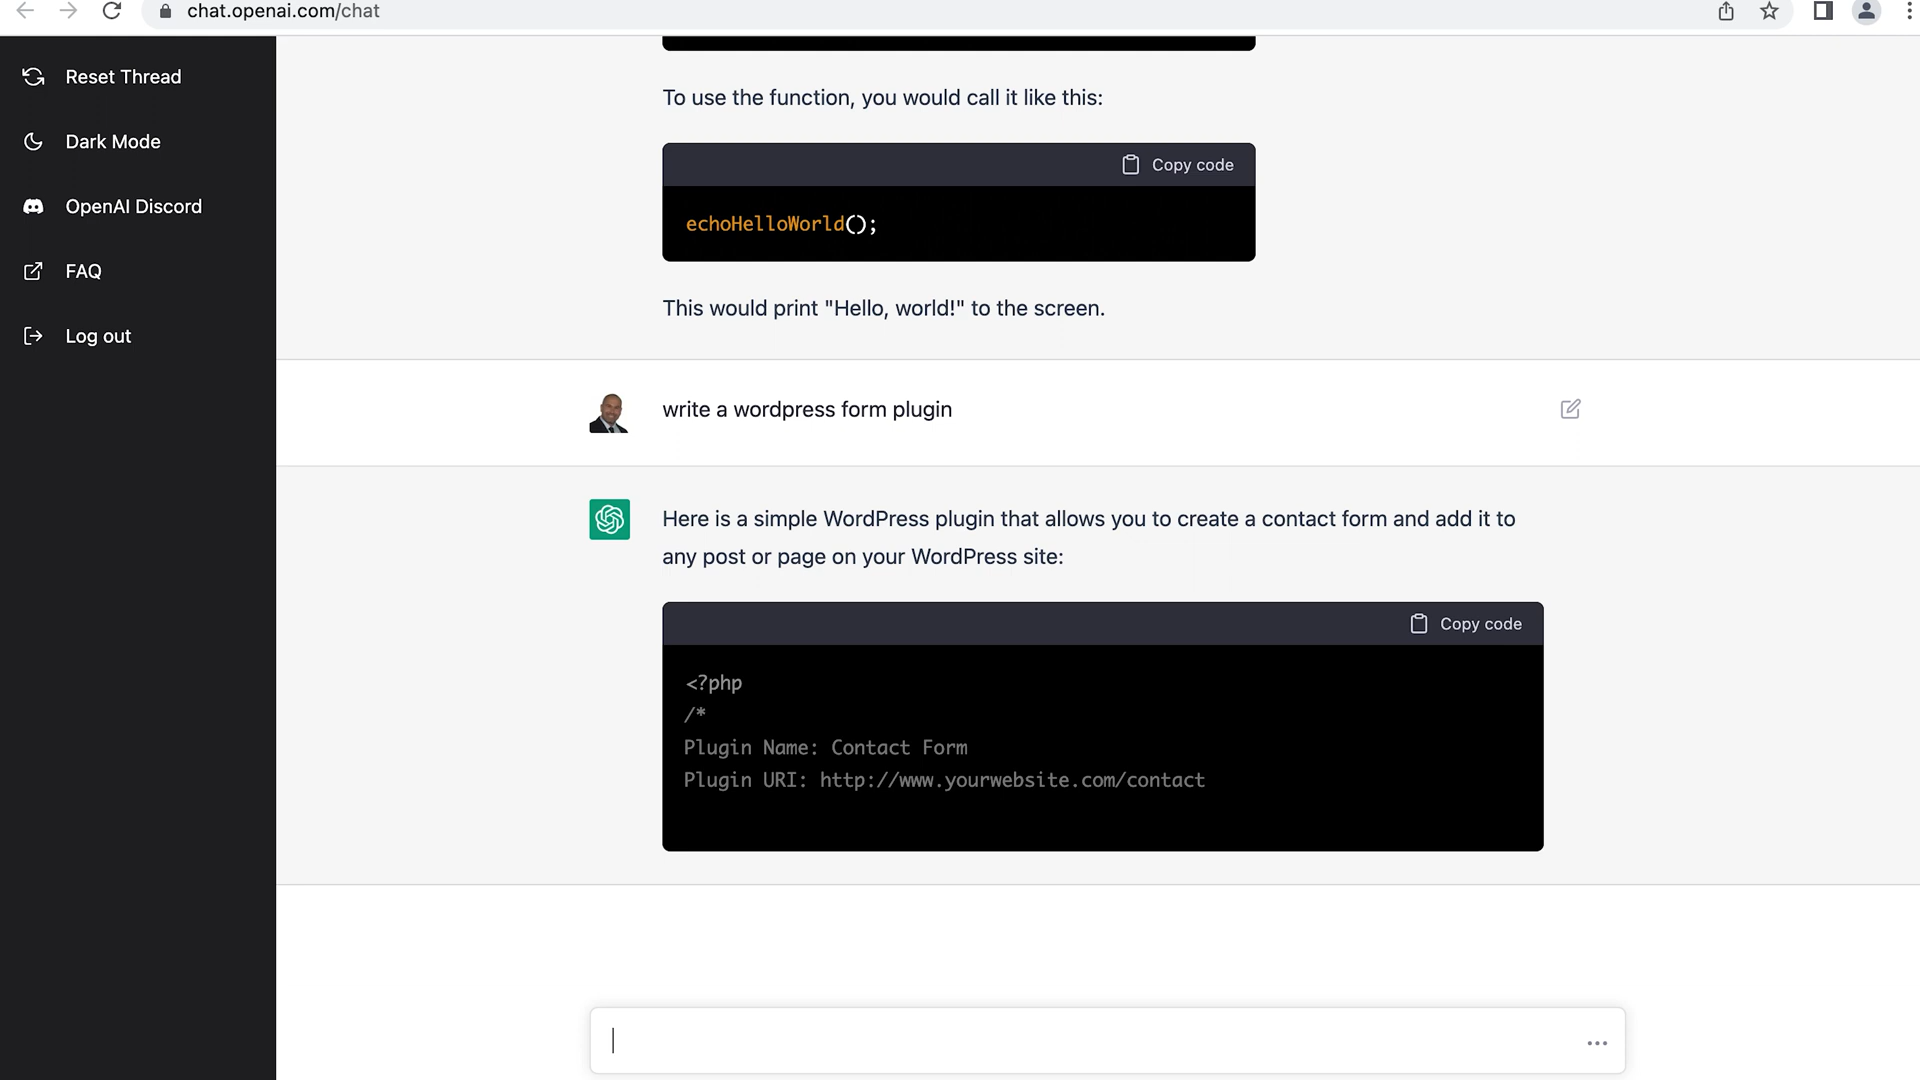 chat.openai.com/chat
Reset Thread
Dark Mode
OpenAI Discord
FAQ
Log out
To use the function, you would call it like this:
Copy code
echoHelloWorld();
This would print "Hello, world!" to the screen.
write a wordpress form plugin
Here is a simple WordPress plugin that allows you to create a contact form and add it to
any post or page on your WordPress site:
Copy code
<?php
/*
Plugin Name: Contact Form
Plugin URI: http://www.yourwebsite.com/contact